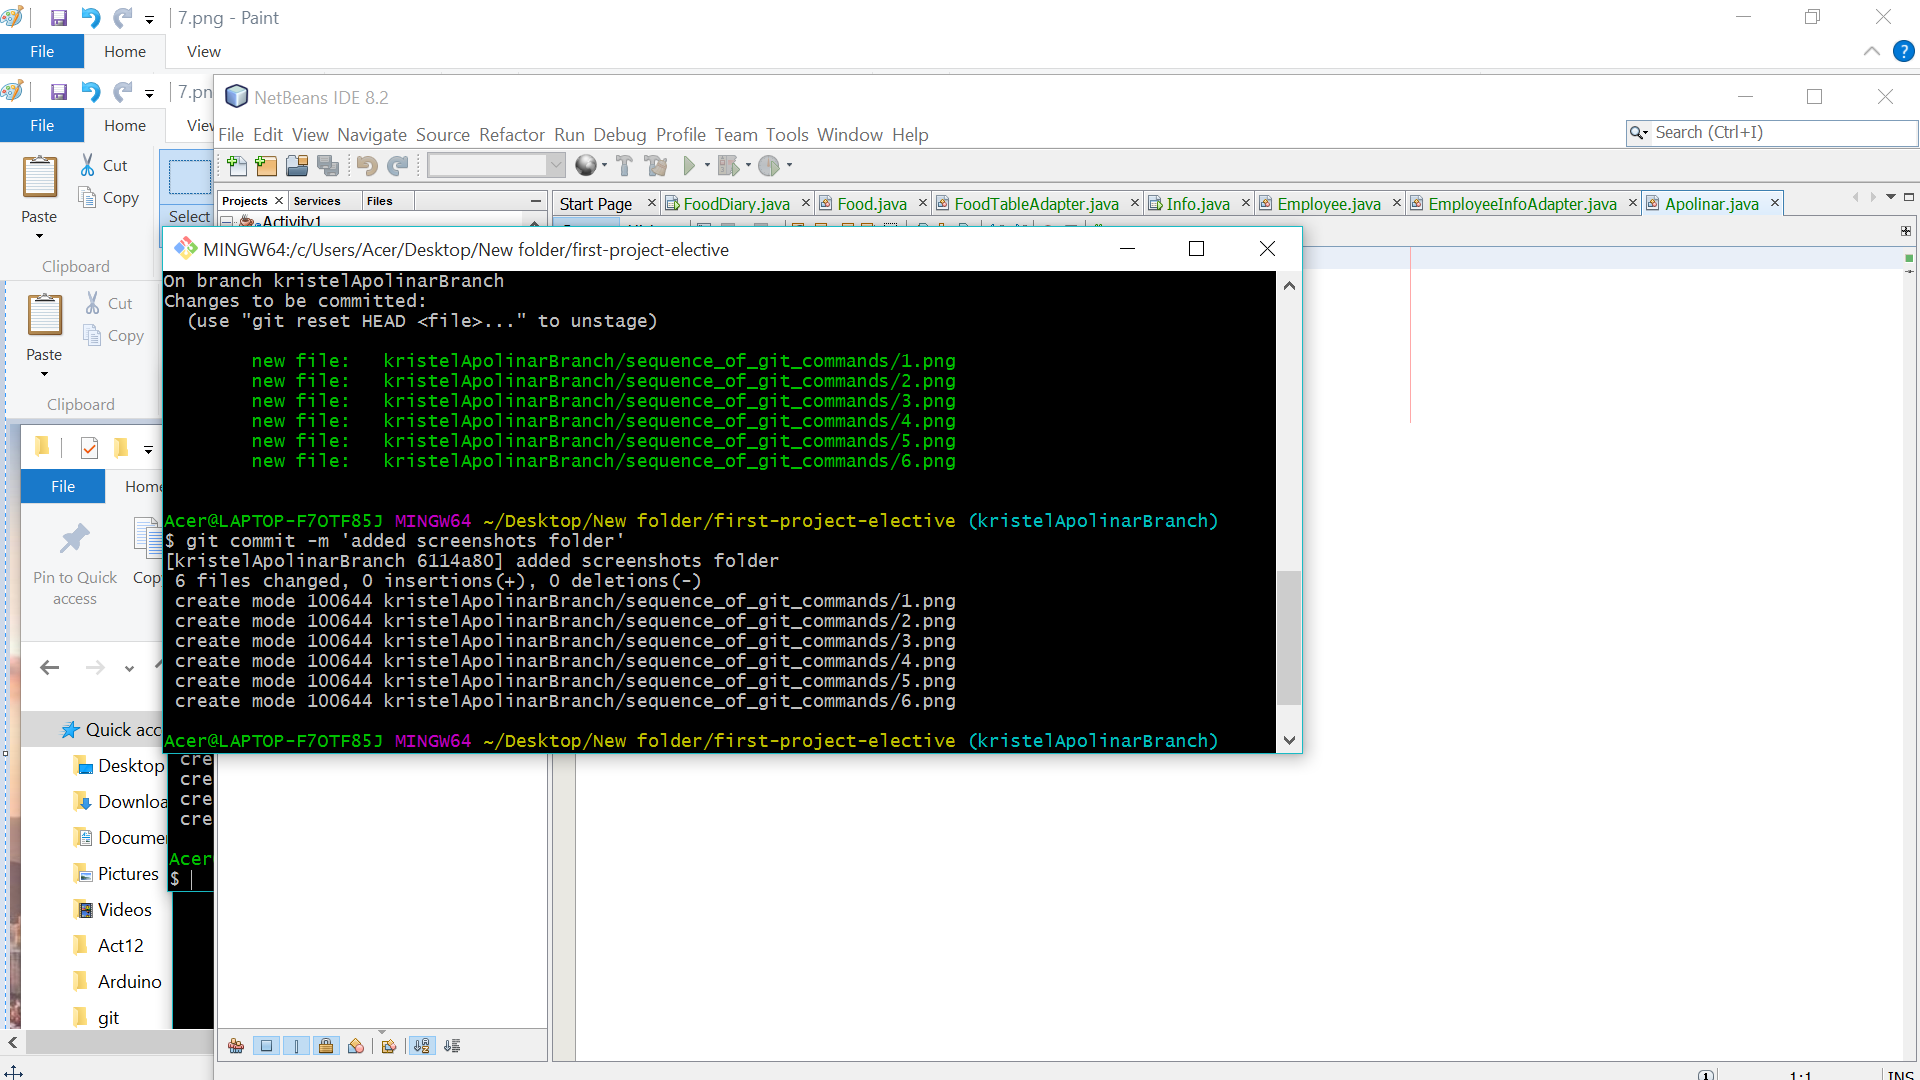 7.png - Paint
File Home View
7.pn
File Home Viev
NetBeans IDE 8.2
File Edit View Navigate Source Refactor Run Debug Profile Team Tools Window Help
Search (Ctrl+I)
Paste
Cut
Copy
Select
Clipboard
Paste
Cut
Copy
Clipboard
Projects Services Files
Activity1
Start Page FoodDiary.java Food.java FoodTableAdapter.java Info.java Employee.java EmployeeInfoAdapter.java Apolinar.java
MINGW64:/c/Users/Acer/Desktop/New folder/first-project-elective
On branch kristelApolinarBranch
Changes to be committed:
(use "git reset HEAD <file>..." to unstage)
new file: kristelApolinarBranch/sequence_of_git_commands/1.png
new file: kristelApolinarBranch/sequence_of_git_commands/2.png
new file: kristelApolinarBranch/sequence_of_git_commands/3.png
new file: kristelApolinarBranch/sequence_of_git_commands/4.png
new file: kristelApolinarBranch/sequence_of_git_commands/5.png
new file: kristelApolinarBranch/sequence_of_git_commands/6.png
Acer@LAPTOP-F7OTF85J MINGW64 ~/Desktop/New folder/first-project-elective (kristelApolinarBranch)
$ git commit -m 'added screenshots folder'
[kristelApolinarBranch 6114a80] added screenshots folder
6 files changed, 0 insertions(+), 0 deletions(-)
create mode 100644 kristelApolinarBranch/sequence_of_git_commands/1.png
create mode 100644 kristelApolinarBranch/sequence_of_git_commands/2.png
create mode 100644 kristelApolinarBranch/sequence_of_git_commands/3.png
create mode 100644 kristelApolinarBranch/sequence_of_git_commands/4.png
create mode 100644 kristelApolinarBranch/sequence_of_git_commands/5.png
create mode 100644 kristelApolinarBranch/sequence_of_git_commands/6.png
Acer@LAPTOP-F7OTF85J MINGW64 ~/Desktop/New folder/first-project-elective (kristelApolinarBranch)
File Home
Pin to Quick
access
Cop
Quick acc
Desktop
Downloa
Documen
Pictures
Videos
Act12
Arduino
git
cre
cre
cre
cre
Acer
$
1:1 INS